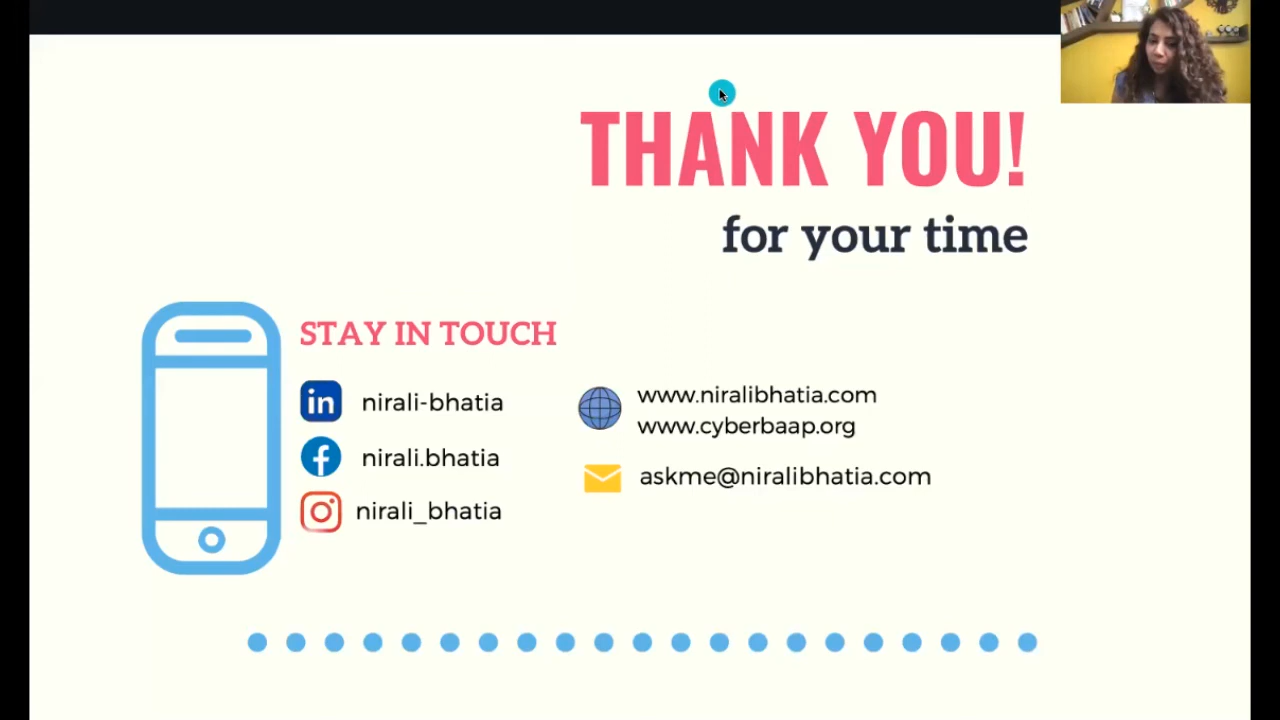 THANK YOU!
for your time
STAY IN TOUCH
in nirali-bhatia
f nirali.bhatia
nirali_bhatia
www.niralibhatia.com
www.cyberbaap.org
askme@niralibhatia.com